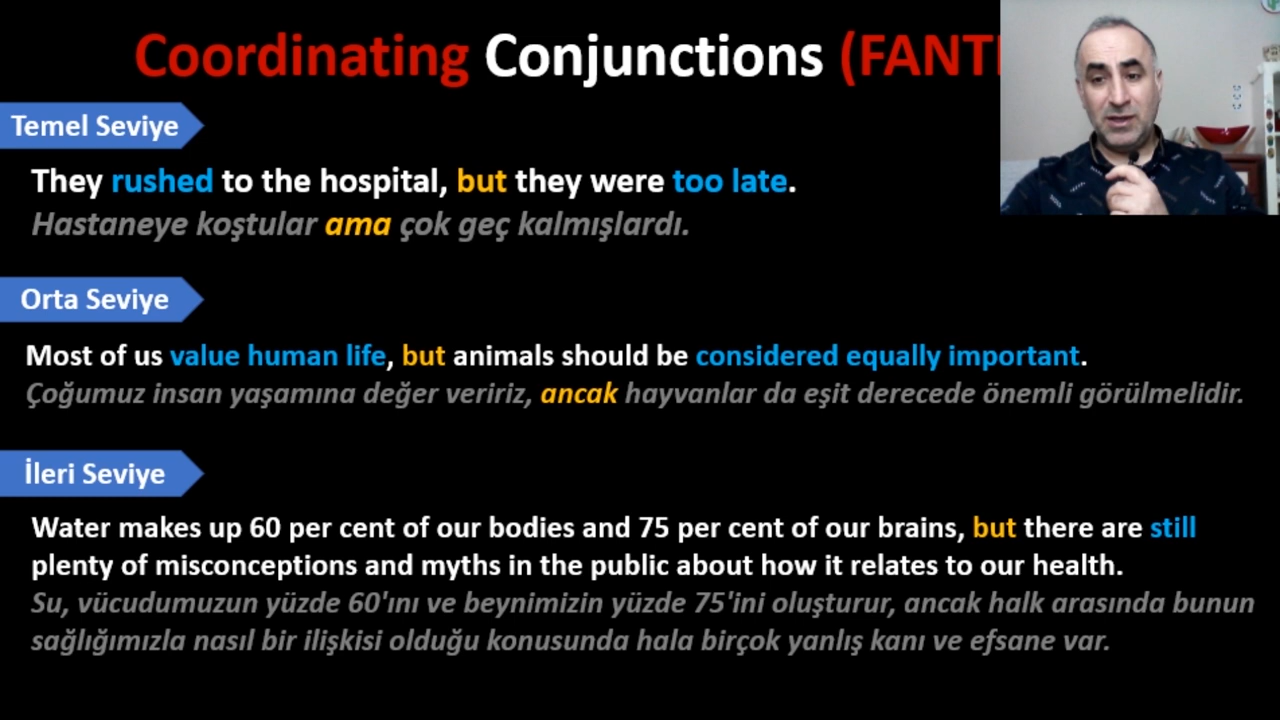 Coordinating Conjunctions
Temel Seviye
They rushed to the hospital, but they were too late.
Hastaneye koştular ama çok geç kalmışlardı.
Orta Seviye
Most of us value human life, but animals should be considered equally important.
Çoğumuz insan yaşamına değer veririz, ancak hayvanlar da eşit derecede önemli görülmelidir.
İleri Seviye
Water makes up 60 per cent of our bodies and 75 per cent of our brains, but there are still
plenty of misconceptions and myths in the public about how it relates to our health.
Su, vücudumuzun yüzde 60'ını ve beynimizin yüzde 75'ini oluşturur, ancak halk arasında bunun
sağlığımızla nasıl bir ilişkisi olduğu konusunda hala birçok yanlış kanı ve efsane var.